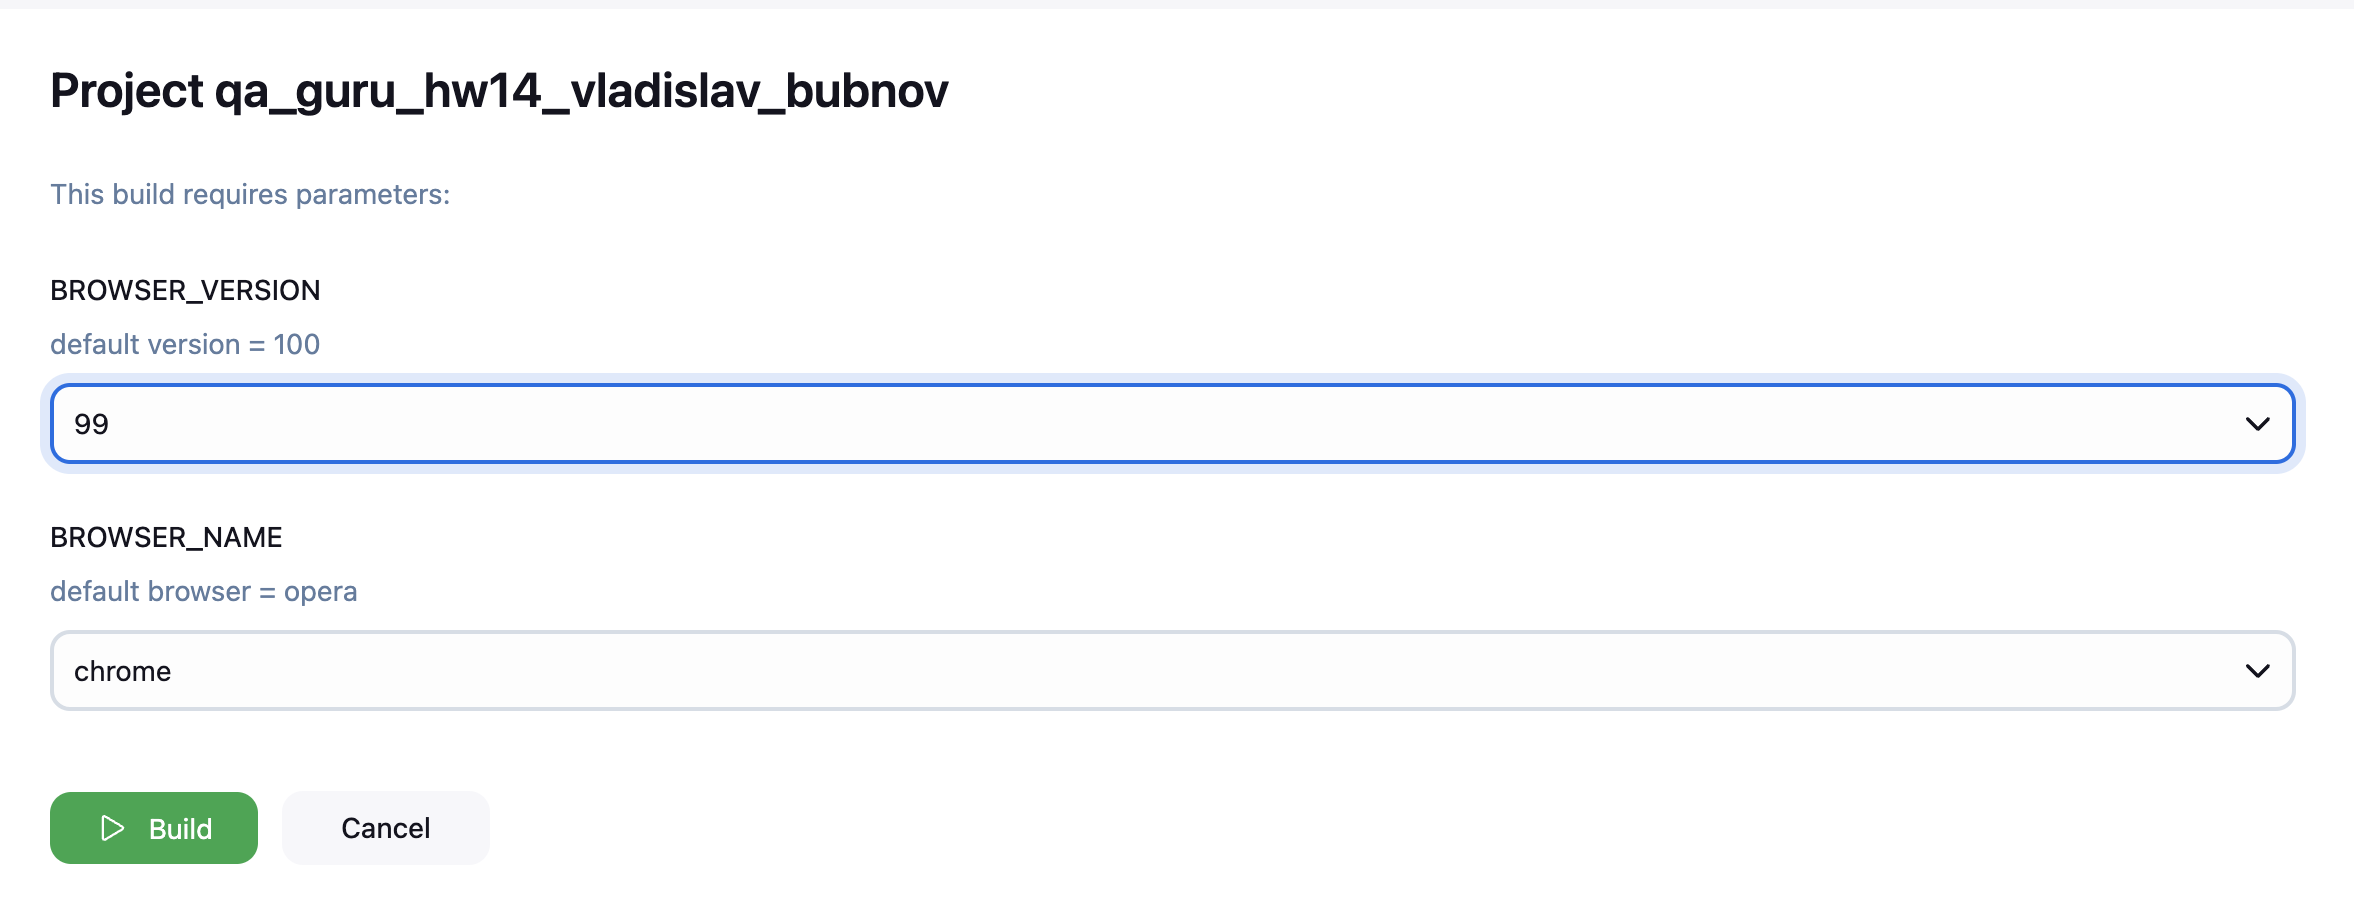 Project qa_guru_hw14_vladislav_bubnov
This build requires parameters:
BROWSER_VERSION
default version = 100
99
BROWSER_NAME
default browser = opera
chrome
Build
Cancel